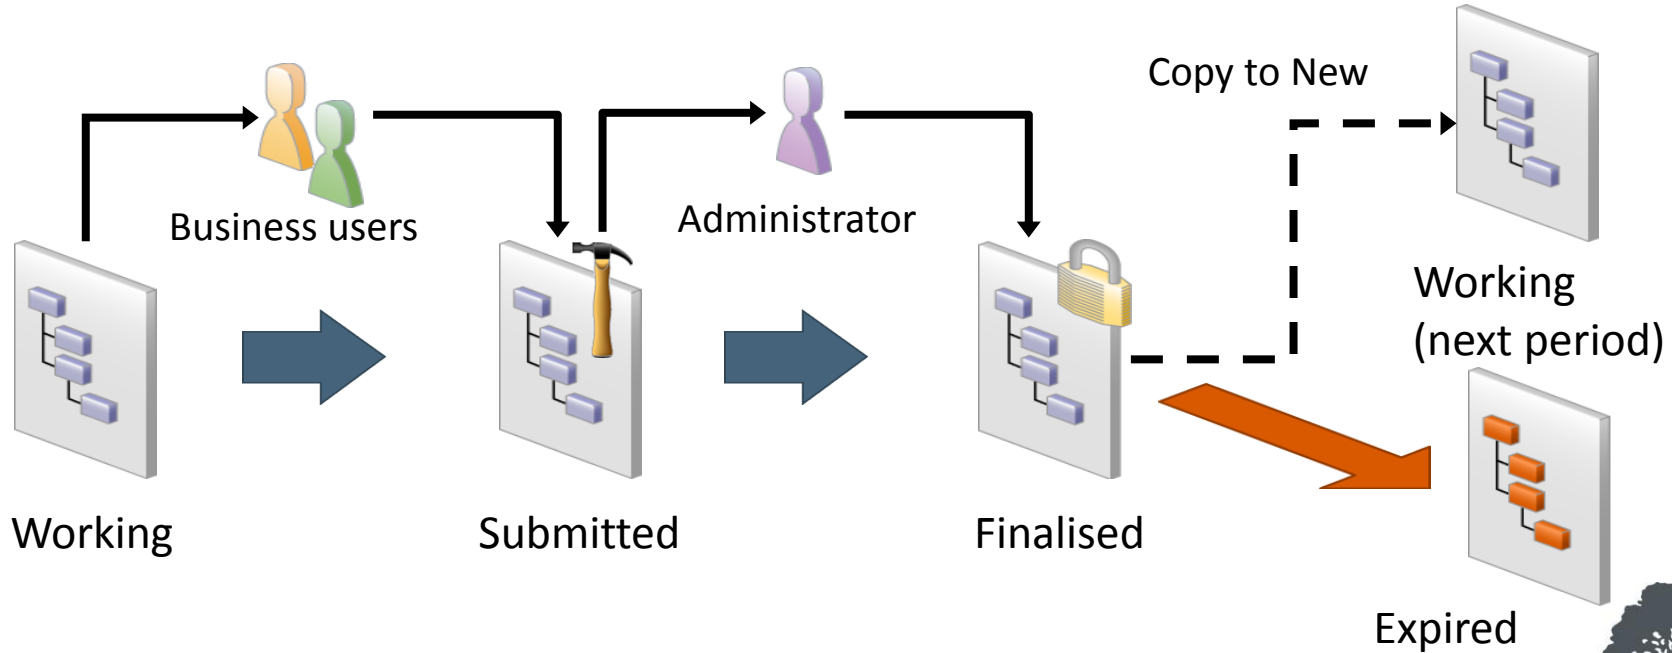 Copy to New
Business users
Administrator
Working
(next period)
Working
Submitted
Finalised
Expired